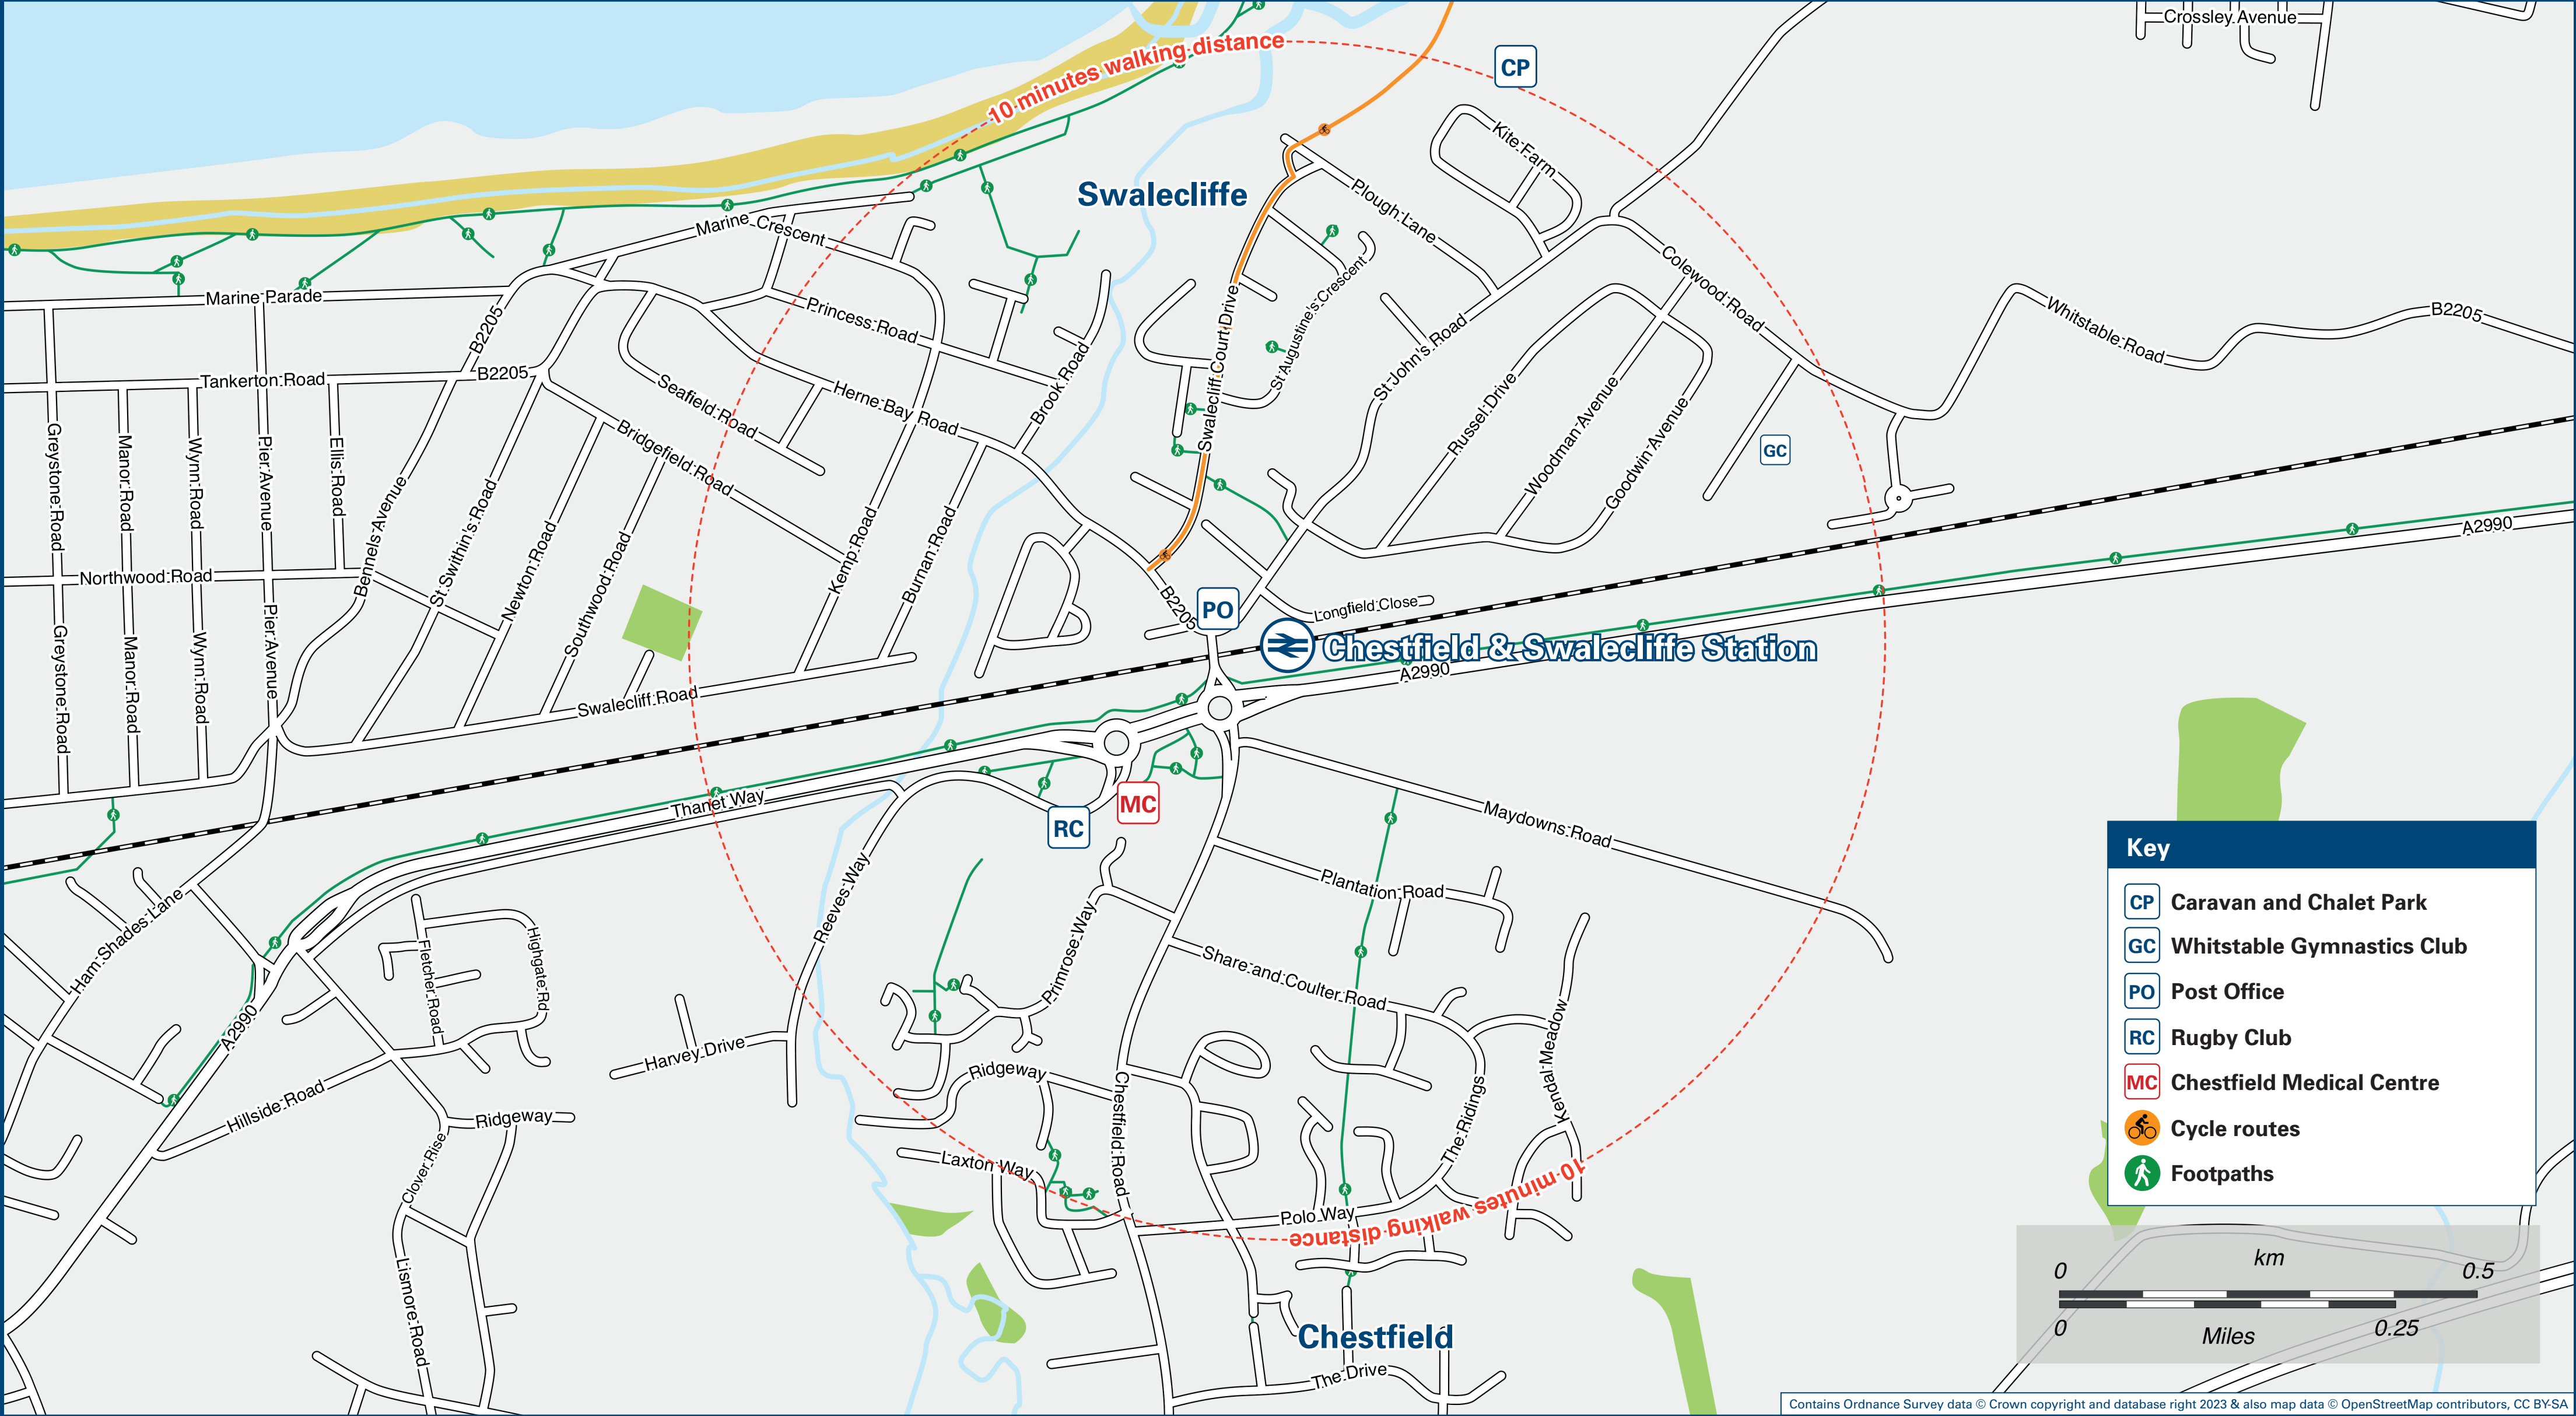 Crossley Avenue
10 minutes walking distance
CP
Kite Farm
Swalecliffe
Plough Lane
Marine Crescent
Colewood Road
St Augustine's Crescent
Marine Parade
Princess Road
Whitstable Road
B2205
B2205
Swalecliff Court Drive
St John's Road
Brook Road
Tankerton Road
B2205
Seafield Road
Herne Bay Road
Russel Drive
Woodman Avenue
Goodwin Avenue
GC
Bridgefield Road
Greystone Road
Manor Road
Wynn Road
Pier Avenue
Ellis Road
Bennels Avenue
St Swithin's Road
Newton Road
Southwood Road
Kemp Road
Burnan Road
A2990
Northwood Road
B2205
PO
Longfield Close
Chestfield & Swalecliffe Station
A2990
Greystone Road
Manor Road
Wynn Road
Pier Avenue
Swalecliff Road
Thanet Way
MC
RC
Maydowns Road
Plantation Road
Reeves Way
Ham Shades Lane
Fletcher Road
Highgate Rd
Primrose Way
Share and Coulter Road
A2990
Harvey Drive
Kendal Meadow
Ridgeway
Hillside Road
Ridgeway
Chestfield Road
The Ridings
Clover Rise
Laxton Way
Polo Way
10 minutes walking distance
Lismore Road
Chestfield
The Drive
Key
CP Caravan and Chalet Park
GC Whitstable Gymnastics Club
PO Post Office
RC Rugby Club
MC Chestfield Medical Centre
Cycle routes
Footpaths
km
0 0.5
0 0.25
Miles
Contains Ordnance Survey data © Crown copyright and database right 2023 & also map data © OpenStreetMap contributors, CC BY-SA